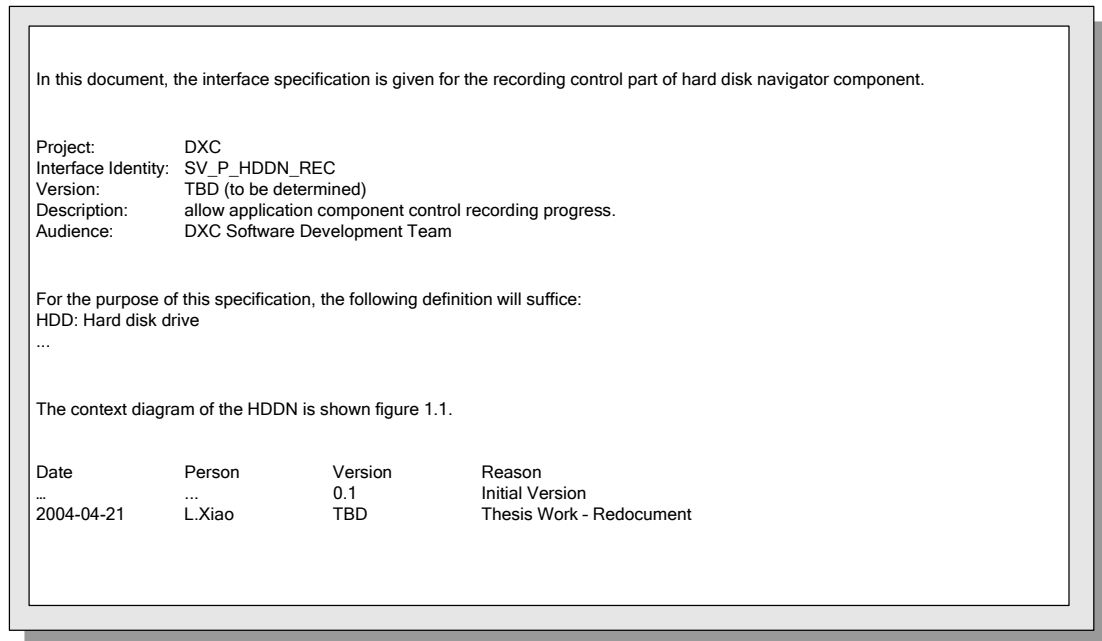 In this document, the interface specification is given for the recording control part of hard disk navigator component.
Project: DXC
Interface Identity: SV_P_HDDN_REC
Version: TBD (to be determined)
Description: allow application component control recording progress.
Audience: DXC Software Development Team
For the purpose of this specification, the following definition will suffice:
HDD: Hard disk drive
...
The context diagram of the HDDN is shown figure 1.1.
Date Person Version Reason
... ... 0.1 Initial Version
2004-04-21 L.Xiao TBD Thesis Work - Redocument